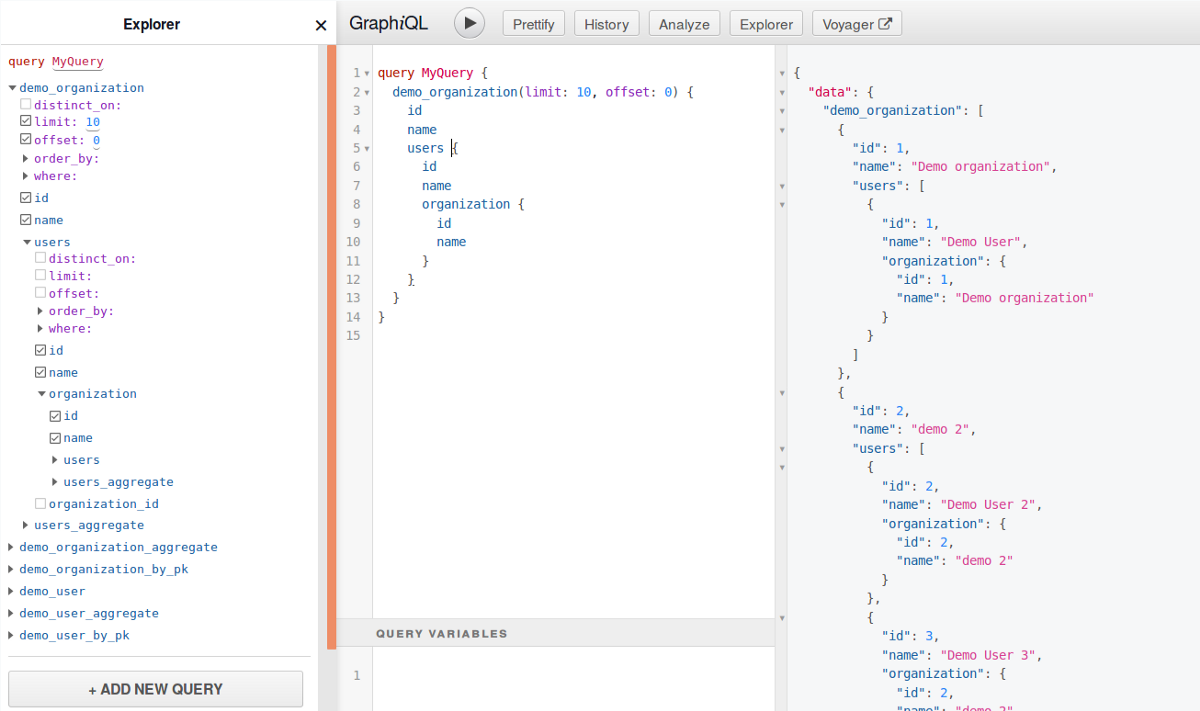 Explorer
×
query MyQuery
demo_organization
distinct_on:
limit: 10
offset: 0
order_by:
where:
id
name
users
distinct_on:
limit:
offset:
order_by:
where:
id
name
organization
id
name
users
users_aggregate
organization_id
users_aggregate
demo_organization_aggregate
demo_organization_by_pk
demo_user
demo_user_aggregate
demo_user_by_pk
+ ADD NEW QUERY
GraphiQL
Prettify History Analyze Explorer Voyager
1 query MyQuery {
2 demo_organization(limit: 10, offset: 0) {
3 id
4 name
5 users {
6 id
7 name
8 organization {
9 id
10 name
11 }
12 }
13 }
14 }
15
QUERY VARIABLES
1
{
"data": {
"demo_organization": [
{
"id": 1,
"name": "Demo organization",
"users": [
{
"id": 1,
"name": "Demo User",
"organization": {
"id": 1,
"name": "Demo organization"
}
}
]
},
{
"id": 2,
"name": "demo 2",
"users": [
{
"id": 2,
"name": "Demo User 2",
"organization": {
"id": 2,
"name": "demo 2"
}
},
{
"id": 3,
"name": "Demo User 3",
"organization": {
"id": 2,
"name": "demo 2"